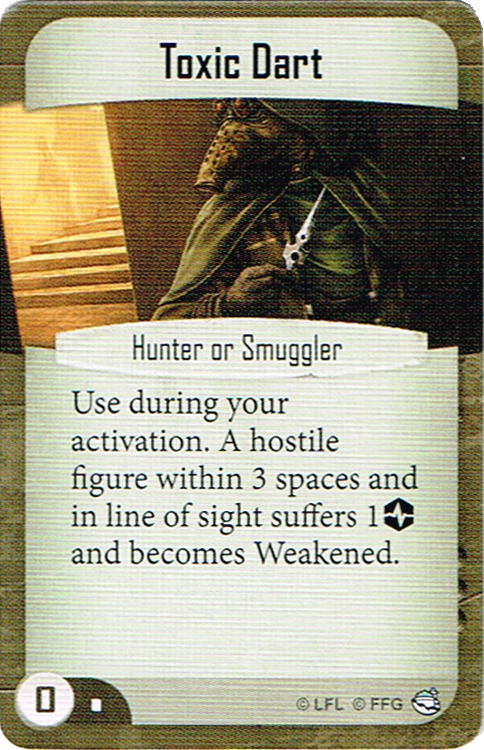 Toxic Dart
Hunter or Smuggler
Use during your
activation. A hostile
figure within 3 spaces and
in line of sight suffers 1
and becomes Weakened.
0
© LFL © FFG